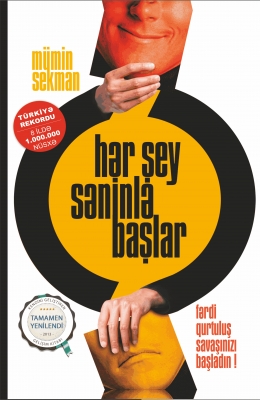 mümin
sekman
TÜRKİYƏ
REKORDU
8 İLDƏ
1.000.000
NÜSXƏ
hər şey
səninlə
başlar
fərdi
qurtuluş
savaşınızı
başladın !
TAMAMEN
YENİLENDİ